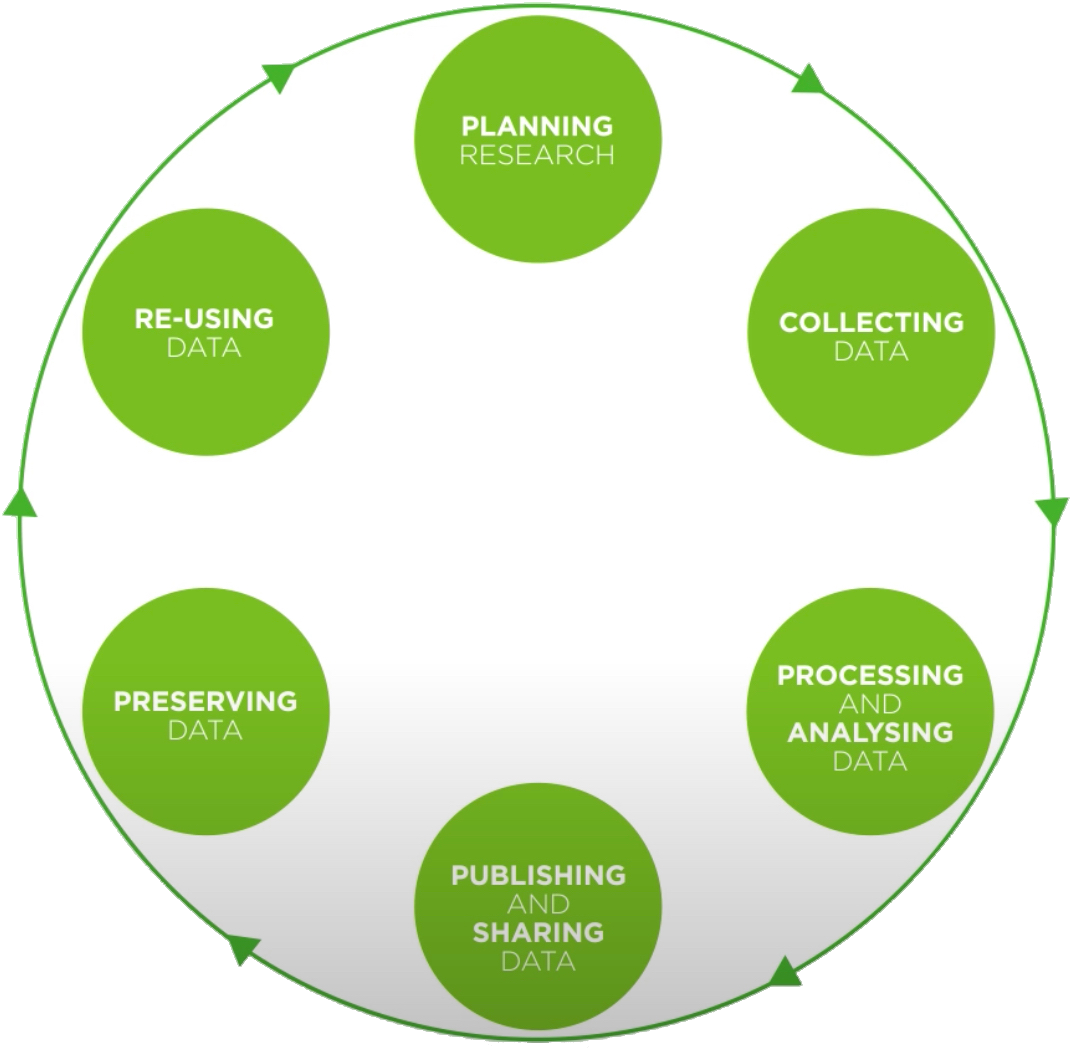 PLANNING
RESEARCH
COLLECTING
DATA
PROCESSING
AND
ANALYSING
DATA
PUBLISHING
AND
SHARING
DATA
PRESERVING
DATA
RE-USING
DATA